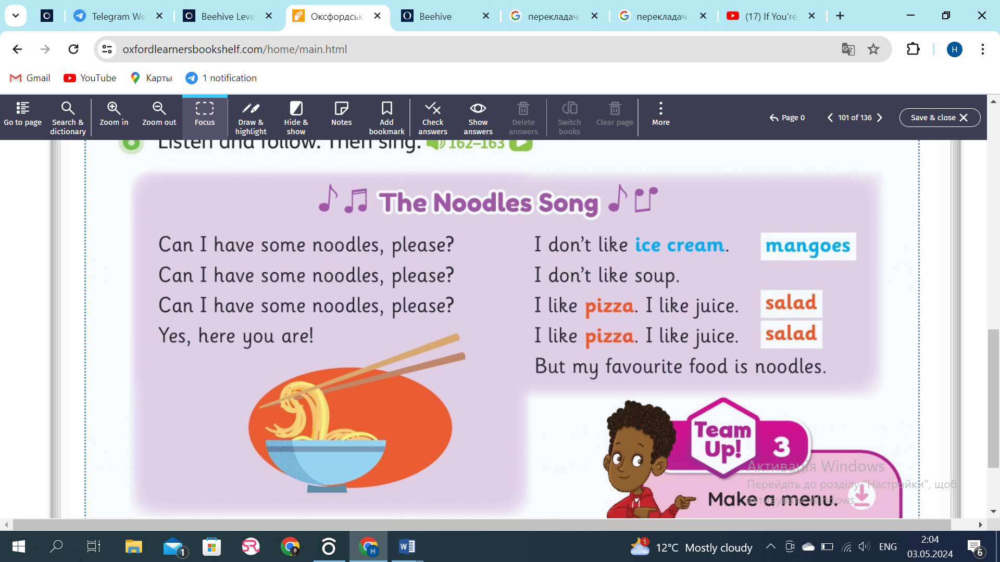 Telegram We
Beehive Leve
Оксфордськ
Beehive
перекладач
перекладач
(17) If You're
oxfordlearnersbookshelf.com/home/main.html
H
Gmail
YouTube
Карты
1 notification
Go to page
Search & dictionary
Zoom in
Zoom out
Focus
Draw & highlight
Hide & show
Notes
Add bookmark
Check answers
Show answers
Delete answers
Switch books
Clear page
More
Page 0
101 of 136
Save & close
6 Listen and follow. Then sing. 162–163
The Noodles Song
Can I have some noodles, please?
Can I have some noodles, please?
Can I have some noodles, please?
Yes, here you are!
I don't like ice cream. mangoes
I don't like soup.
I like pizza. I like juice. salad
I like pizza. I like juice. salad
But my favourite food is noodles.
Team Up! 3
Make a menu.
Активація Windows
Перейдіть до розділу "Настройки", щоб
активувати Windows.
1
SR
H
W
1
12°C Mostly cloudy
ENG
2:04
03.05.2024
6